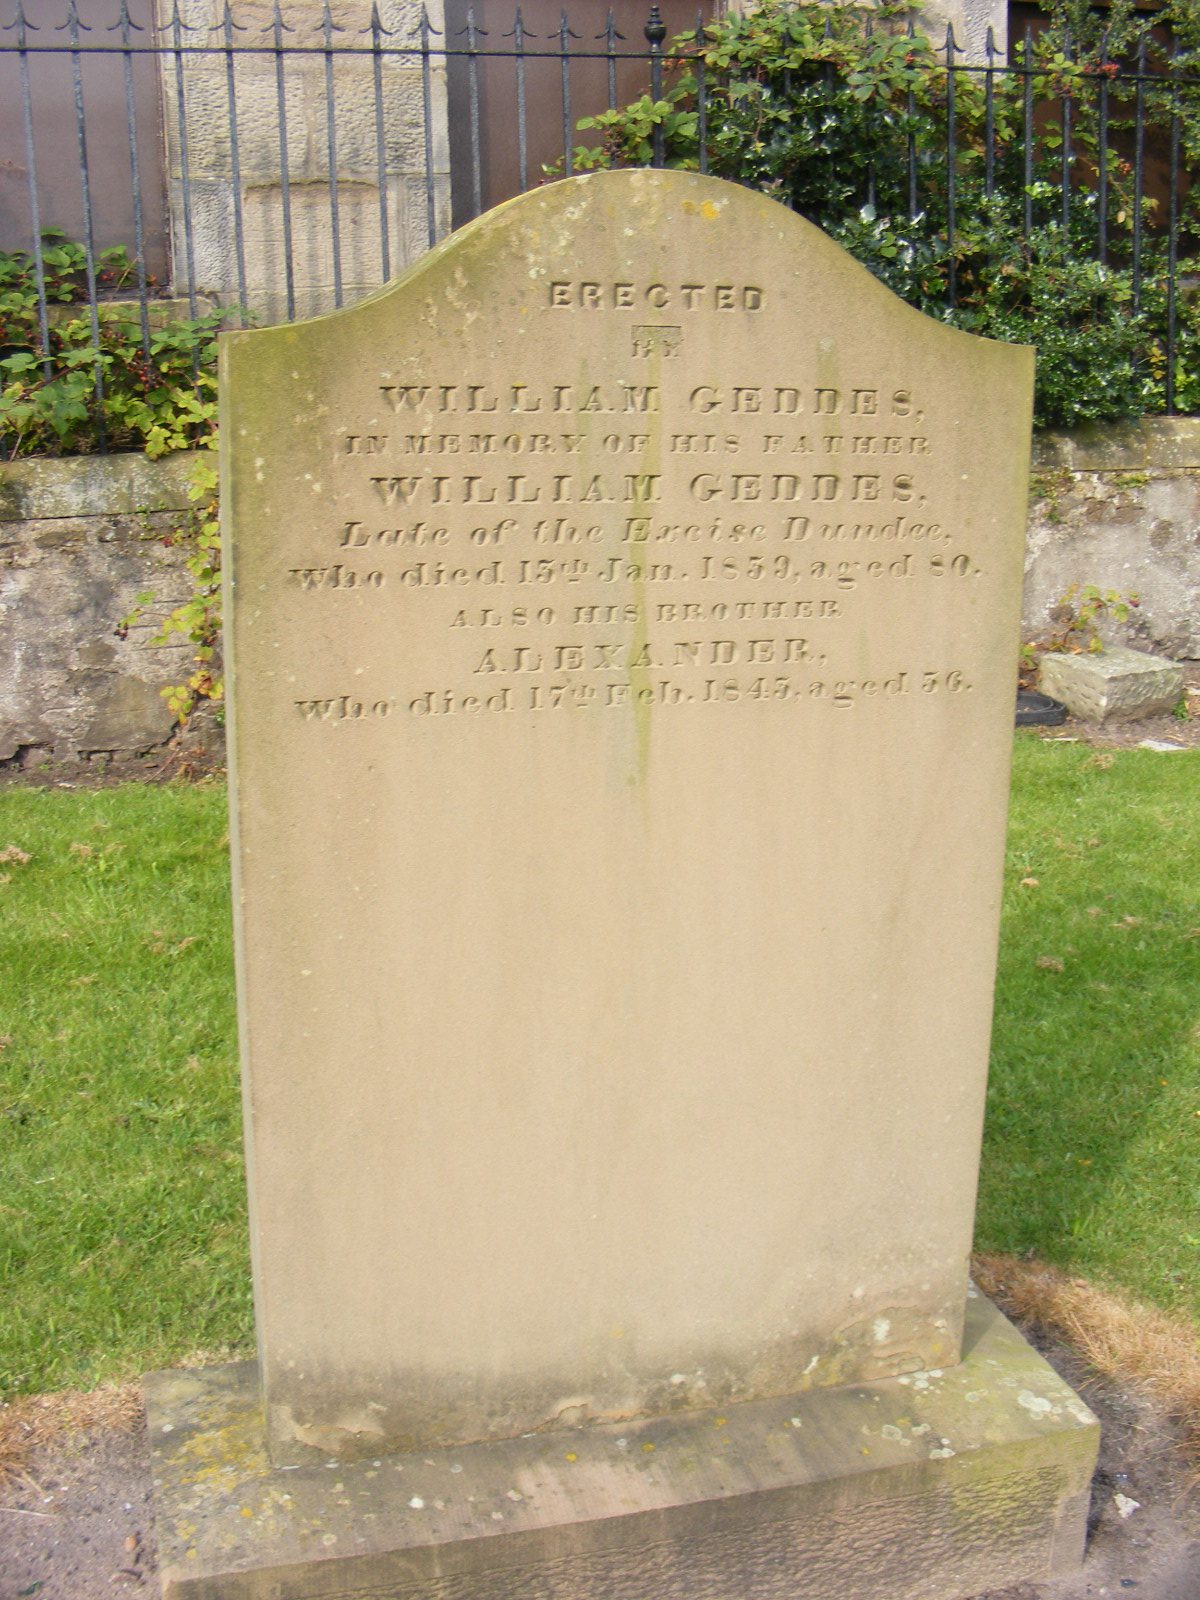 ERECTED
BY
WILLIAM GEDDES,
IN MEMORY OF HIS FATHER
WILLIAM GEDDES,
Late of the Excise Dundee,
Who died 15th Jan. 1839, aged 80.
ALSO HIS BROTHER
ALEXANDER,
Who died 17th Feb. 1845, aged 56.